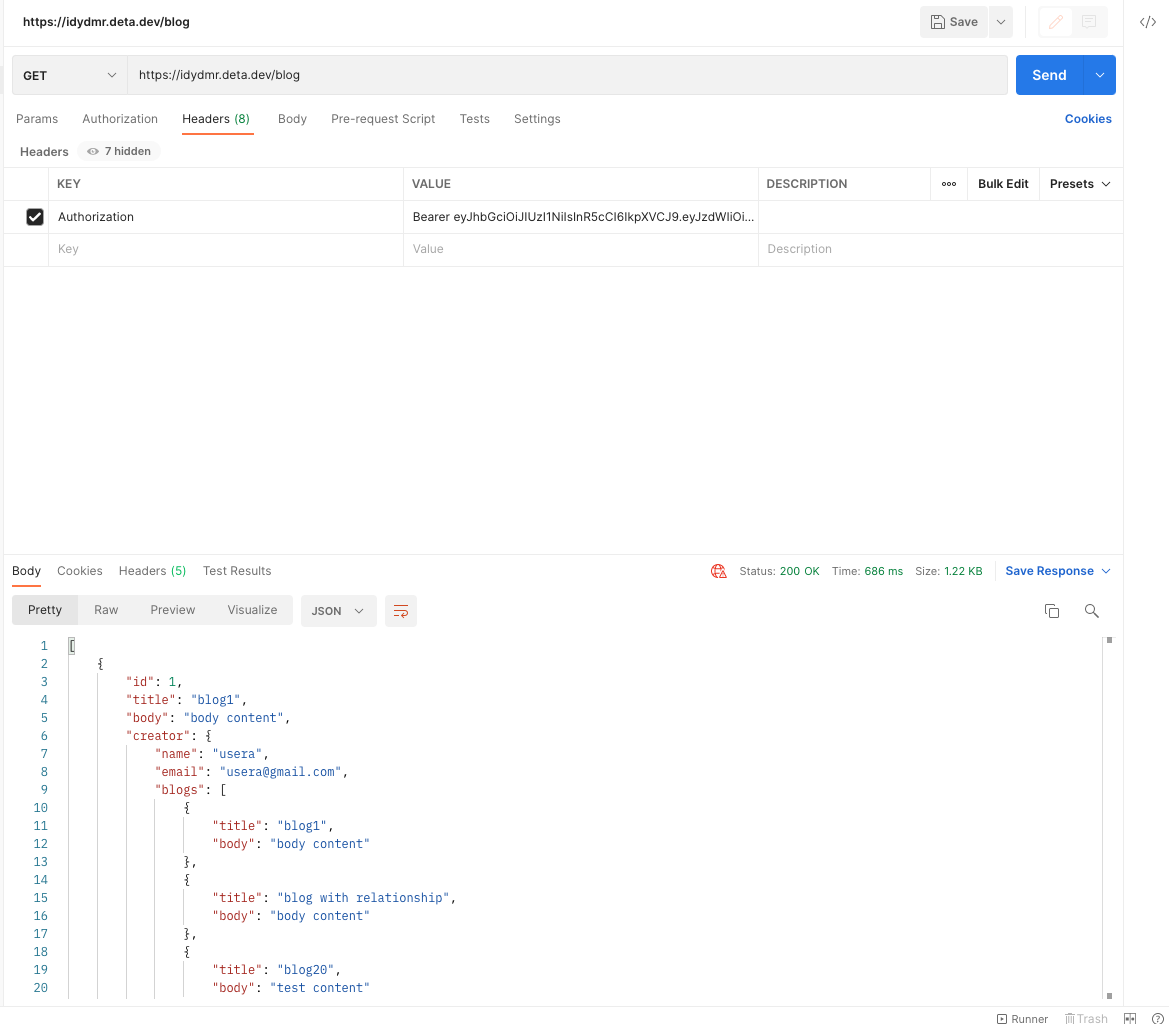 https://idydmr.deta.dev/blog
Save
GET
https://idydmr.deta.dev/blog
Send
Params Authorization Headers (8) Body Pre-request Script Tests Settings Cookies
Headers 7 hidden
KEY VALUE DESCRIPTION ooo Bulk Edit Presets
Authorization Bearer eyJhbGciOiJIUzI1NiIsInR5cCI6IkpXVCJ9.eyJzdWIiOi...
Key Value Description
Body Cookies Headers (5) Test Results Status: 200 OK Time: 686 ms Size: 1.22 KB Save Response
Pretty Raw Preview Visualize JSON
1 [
2 {
3 "id": 1,
4 "title": "blog1",
5 "body": "body content",
6 "creator": {
7 "name": "usera",
8 "email": "usera@gmail.com",
9 "blogs": [
10 {
11 "title": "blog1",
12 "body": "body content"
13 },
14 {
15 "title": "blog with relationship",
16 "body": "body content"
17 },
18 {
19 "title": "blog20",
20 "body": "test content"
Runner Trash